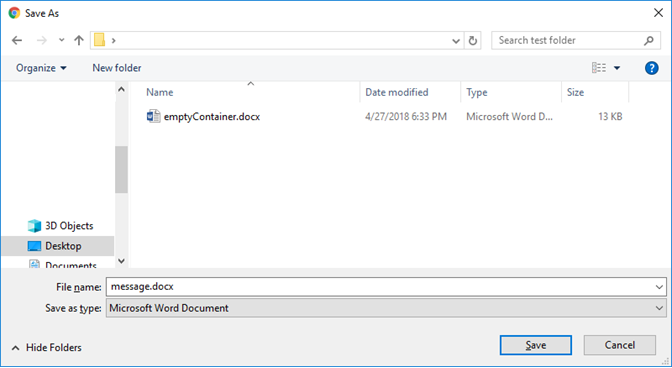 Save As
Search test folder
Organize New folder
Name Date modified Type Size
emptyContainer.docx 4/27/2018 6:33 PM Microsoft Word D... 13 KB
3D Objects
Desktop
Documents
File name: message.docx
Save as type: Microsoft Word Document
Hide Folders Save Cancel